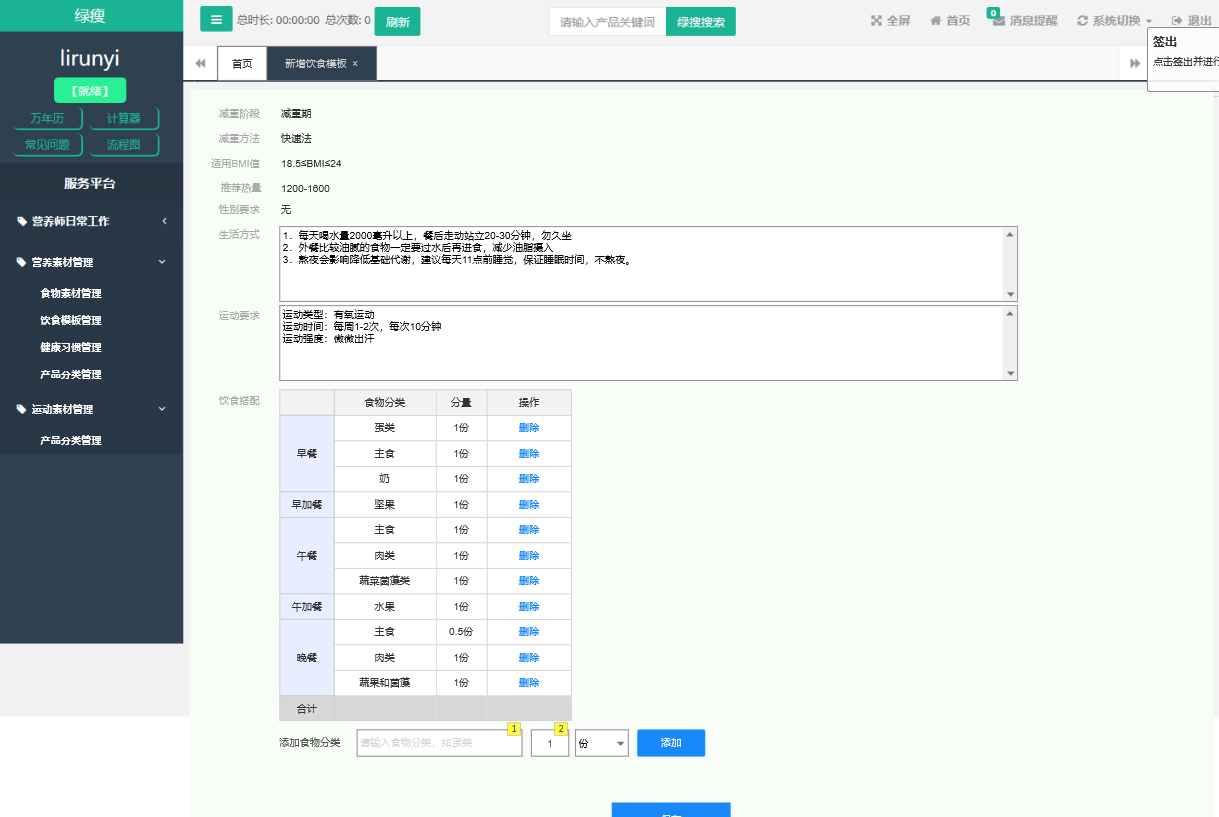 绿搜
总时长: 00:00:00 总次数: 0 刷新
请输入产品关键词 绿搜搜索
全屏 首页 0 消息提醒 系统切换 退出
签出
点击签出并进行
lirunyi
【就绪】
万年历 计算器
常见问题 流程图
服务平台
营养师日常工作
营养素材管理
食物素材管理
饮食模板管理
健康习惯管理
产品分类管理
运动素材管理
产品分类管理
首页 新增饮食模板 ×
减重阶段 减重期
减重方法 快速法
适用BMI值 18.5≤BMI≤24
推荐热量 1200-1600
性别要求 无
生活方式
1．每天喝水量2000毫升以上，餐后走动站立20-30分钟，勿久坐
2．外餐比较油腻的食物一定要过水后再进食，减少油脂摄入
3．熬夜会影响降低基础代谢，建议每天11点前睡觉，保证睡眠时间，不熬夜。
运动要求
运动类型：有氧运动
运动时间：每周1-2次，每次10分钟
运动强度：微微出汗
饮食搭配
食物分类 分量 操作
早餐 蛋类 1份 删除
主食 1份 删除
奶 1份 删除
早加餐 坚果 1份 删除
午餐 主食 1份 删除
肉类 1份 删除
蔬菜菌藻类 1份 删除
午加餐 水果 1份 删除
晚餐 主食 0.5份 删除
肉类 1份 删除
蔬果和菌藻 1份 删除
合计
1 2
添加食物分类 请输入食物分类，如蛋类 1 份 添加